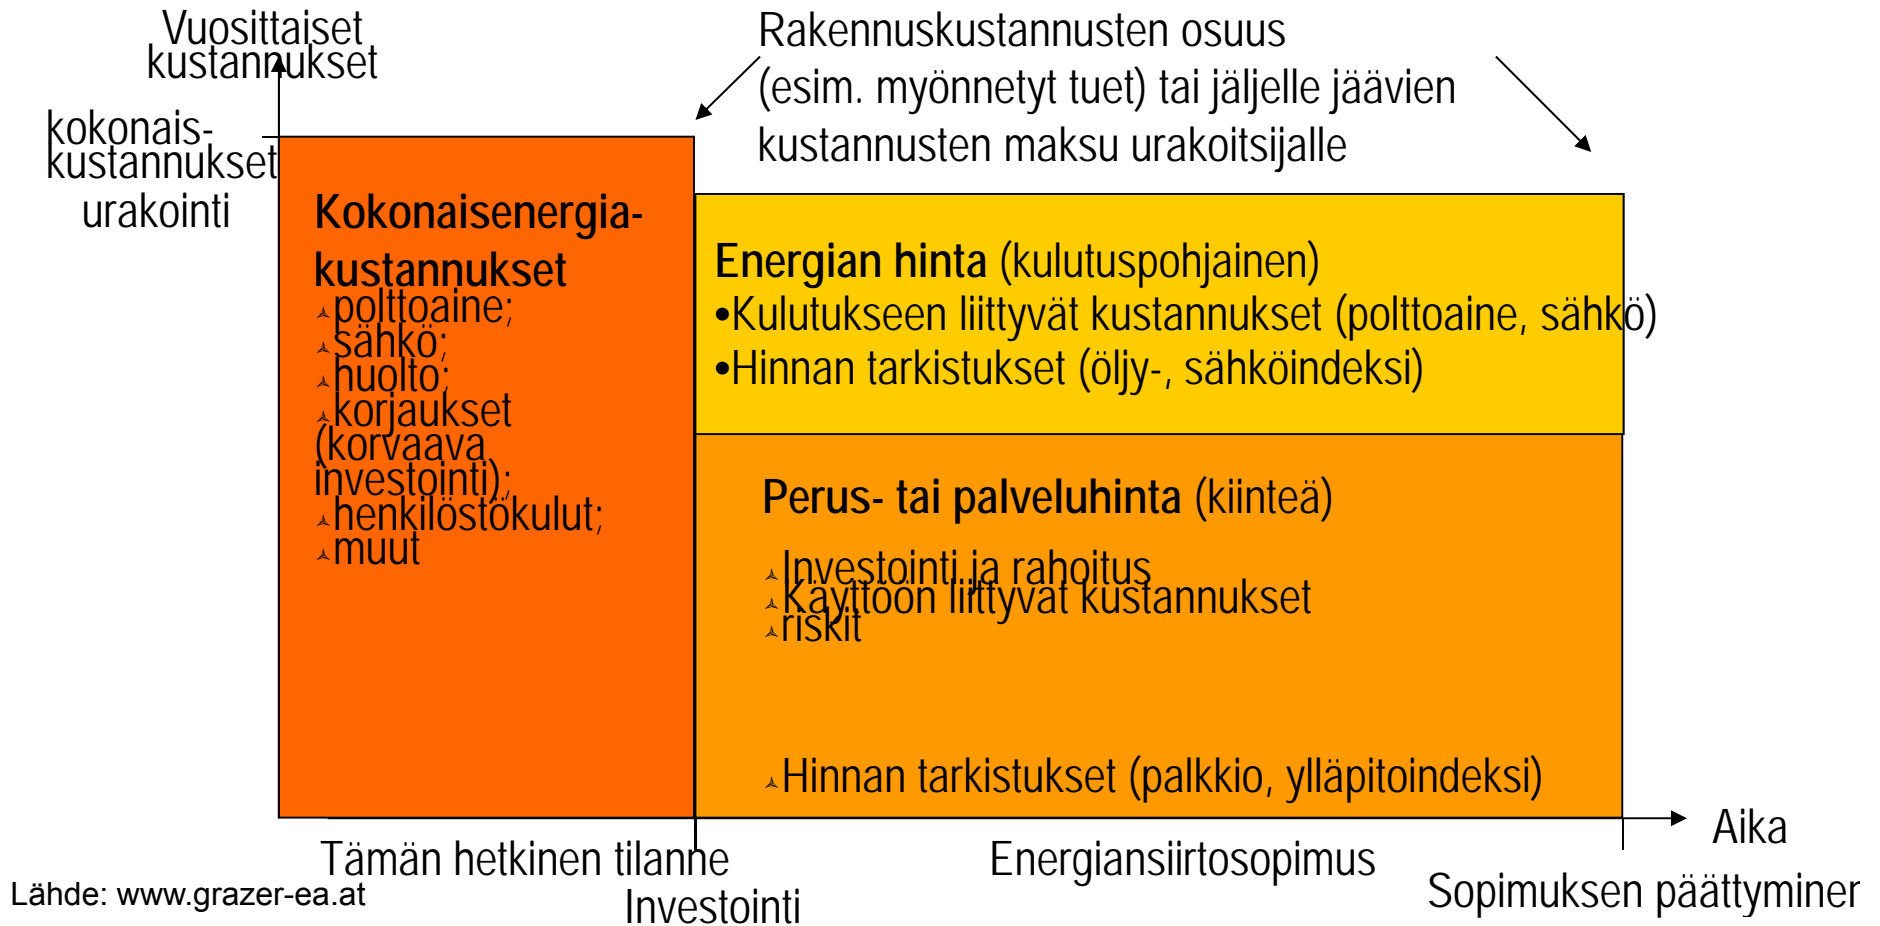 Vuosittaiset
kustannukset
kokonais-
kustannukset
urakointi
Rakennuskustannusten osuus
(esim. myönnetyt tuet) tai jäljelle jäävien
kustannusten maksu urakoitsijalle
Kokonaisenergia-
kustannukset
polttoaine;
sähkö;
huolto;
korjaukset
(korvaava
investointi);
henkilöstökulut;
muut
Energian hinta (kulutuspohjainen)
•Kulutukseen liittyvät kustannukset (polttoaine, sähkö)
•Hinnan tarkistukset (öljy-, sähköindeksi)
Perus- tai palveluhinta (kiinteä)
Investointi ja rahoitus
Käyttöön liittyvät kustannukset
riskit
Hinnan tarkistukset (palkkio, ylläpitoindeksi)
Aika
Tämän hetkinen tilanne
Investointi
Energiansiirtosopimus
Sopimuksen päättyminen
Lähde: www.grazer-ea.at